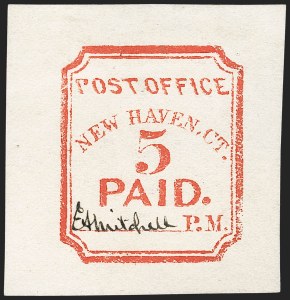 POST OFFICE
NEW HAVEN. CT.
5
PAID.
E A Mitchell P. M.